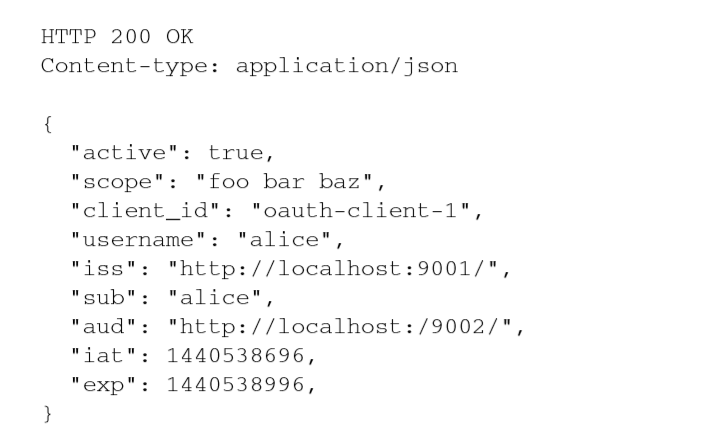 HTTP 200 OK
Content-type: application/json
{
"active": true,
"scope": "foo bar baz",
"client_id": "oauth-client-1",
"username": "alice",
"iss": "http://localhost:9001/",
"sub": "alice",
"aud": "http://localhost:/9002/",
"iat": 1440538696,
"exp": 1440538996,
}